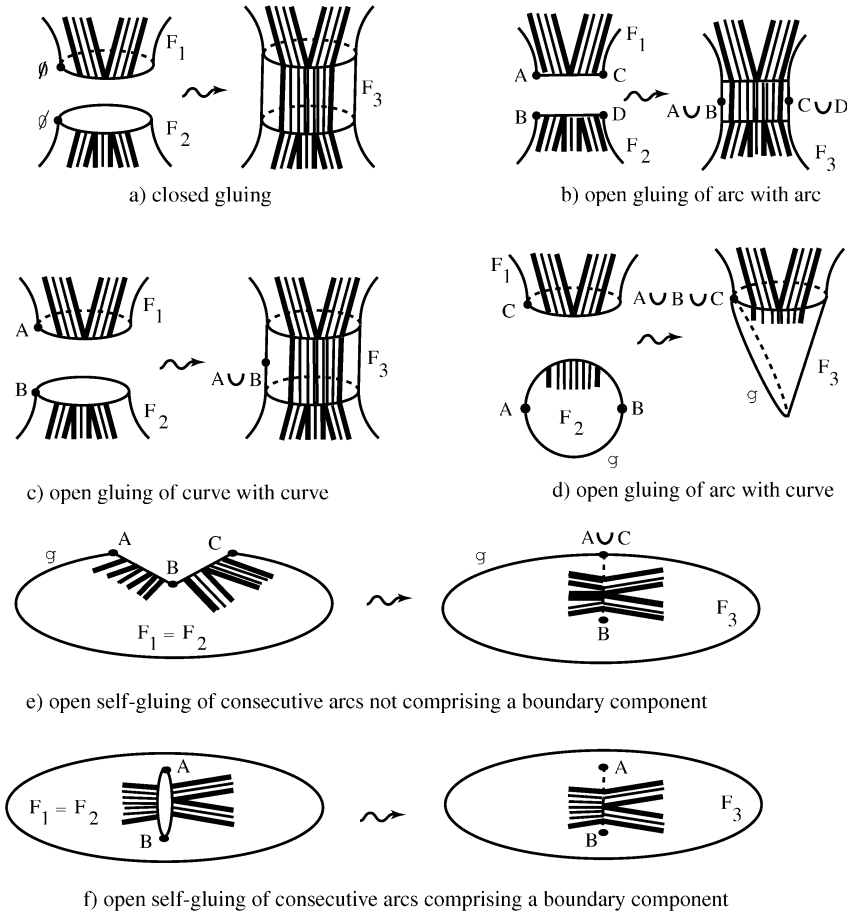 F1
∅
∅
F2
F3
a) closed gluing
F1
A C
B D
F2
A∪B
C∪D
F3
b) open gluing of arc with arc
A
F1
B
F2
A∪B
F3
c) open gluing of curve with curve
F1
C
A
F2
B
g
A∪B∪C
g
F3
d) open gluing of arc with curve
g
A
B
C
F1 = F2
A∪C
g
B
F3
e) open self-gluing of consecutive arcs not comprising a boundary component
A
F1 = F2
B
A
F3
B
f) open self-gluing of consecutive arcs comprising a boundary component